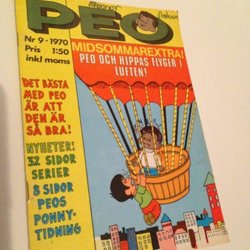 PEO
Nr 9 · 1970
Pris 1:50
inkl moms
MIDSOMMAREXTRA!
PEO OCH HIPPAS FLYGER I
LUFTEN!
DET BÄSTA
MED PEO
ÄR ATT
DEN ÄR
SÅ BRA!
NYHETER!
32 SIDOR
SERIER
8 SIDOR
PEOS
PONNY-
TIDNING